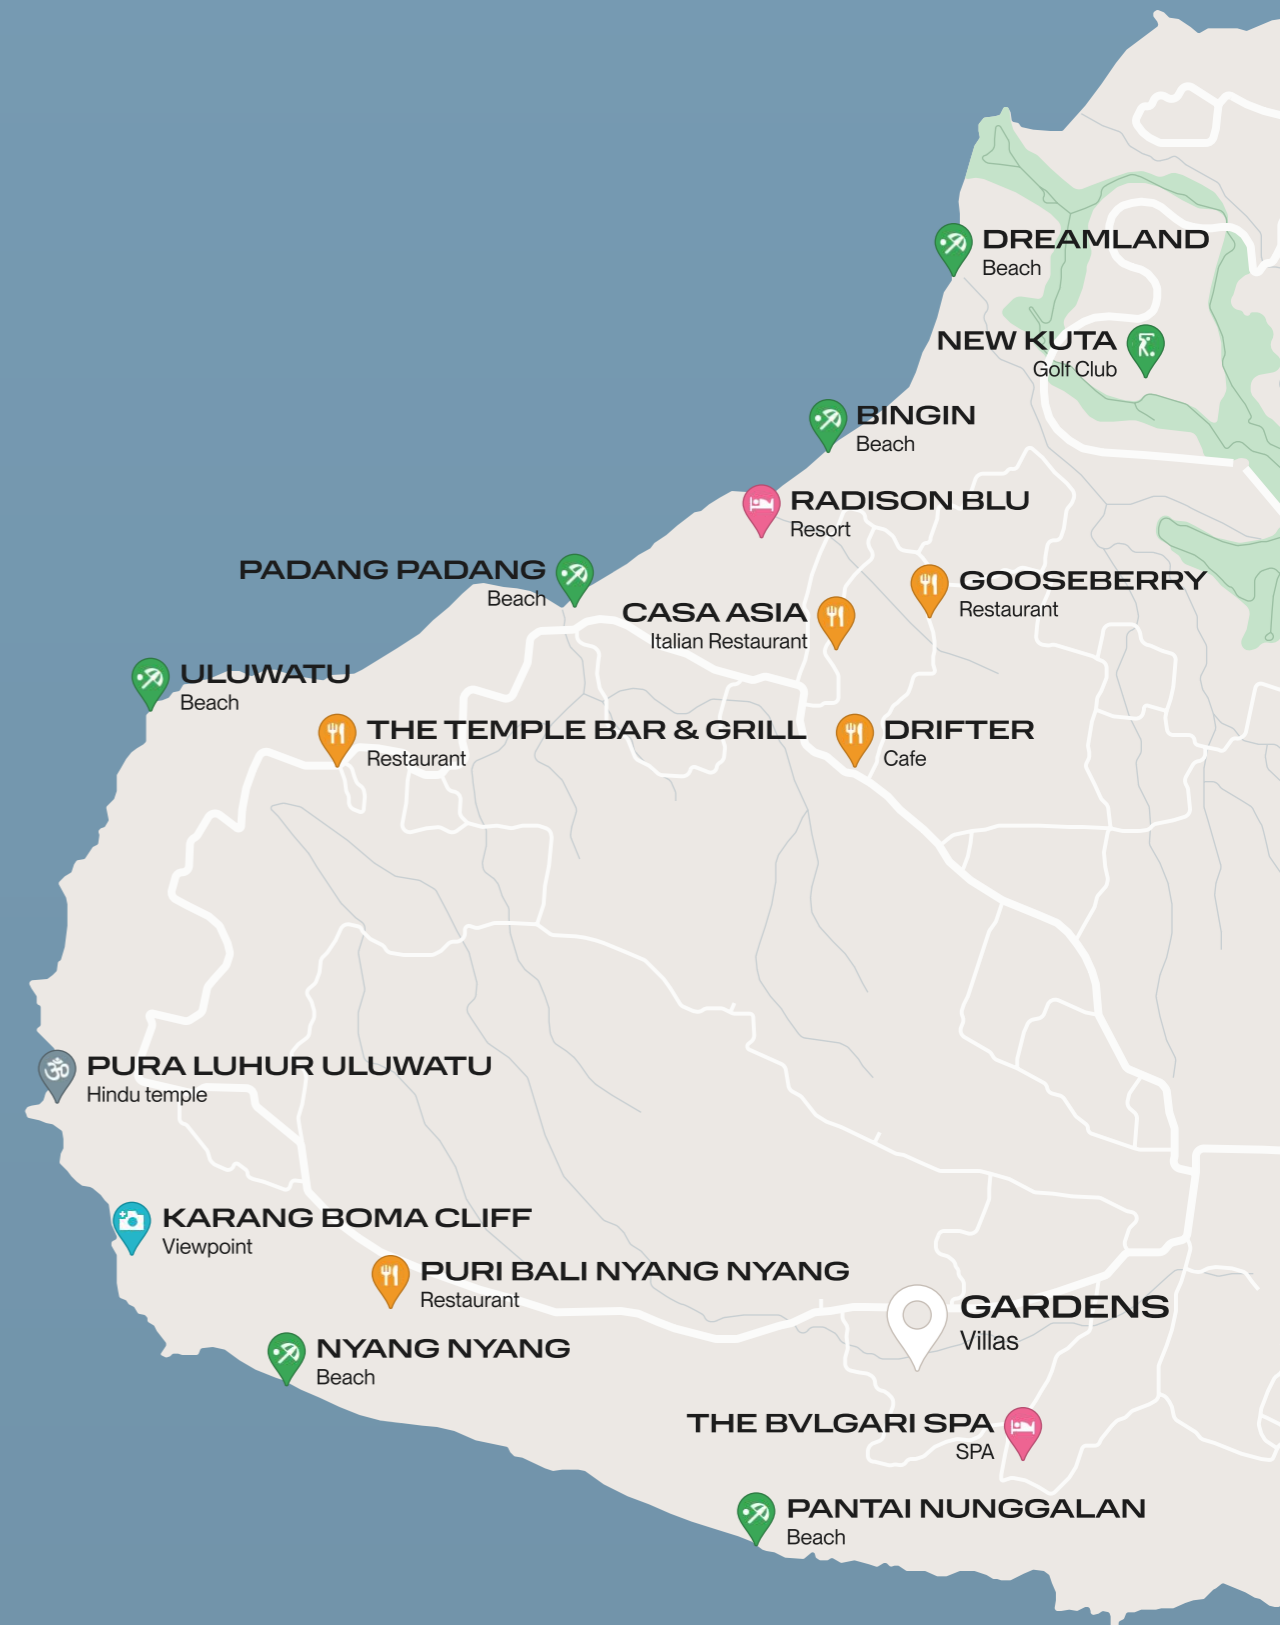 DREAMLAND
Beach
NEW KUTA
Golf Club
BINGIN
Beach
RADISON BLU
Resort
PADANG PADANG
Beach
GOOSEBERRY
Restaurant
CASA ASIA
Italian Restaurant
ULUWATU
Beach
THE TEMPLE BAR & GRILL
Restaurant
DRIFTER
Cafe
PURA LUHUR ULUWATU
Hindu temple
KARANG BOMA CLIFF
Viewpoint
PURI BALI NYANG NYANG
Restaurant
GARDENS
Villas
NYANG NYANG
Beach
THE BVLGARI SPA
SPA
PANTAI NUNGGALAN
Beach